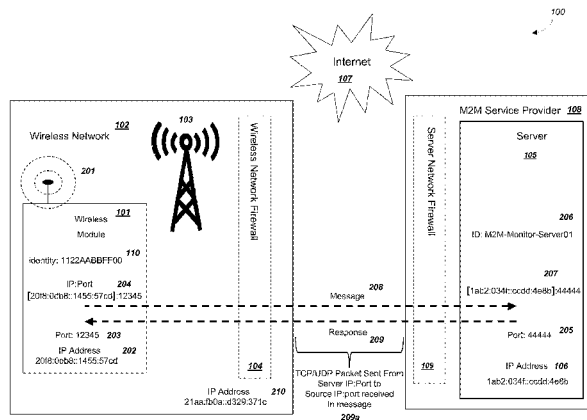 100
Internet
107
M2M Service Provider 108
Wireless Network
102
103
Wireless Network Firewall
Server Network Firewall
Server
105
201
Wireless
101
Module
110
Identity: 1122AABBFF00
206
ID: M2M-Monitor-Server01
IP:Port 204
[20f8:0db8::1455:57cd]:12345
207
[1ab2:034f::ccdd:4e8b]:44444
Message 208
Response
209
Port: 12345 203
Port: 44444 205
IP Address 202
20f8:0db8::1455:57cd
104
109
IP Address 106
1ab2:034f::ccdd:4e8b
IP Address 210
21aa:fb0a::d329:371c
TCP/UDP Packet Sent From
Server IP:Port to
Source IP:port received
In message
209a